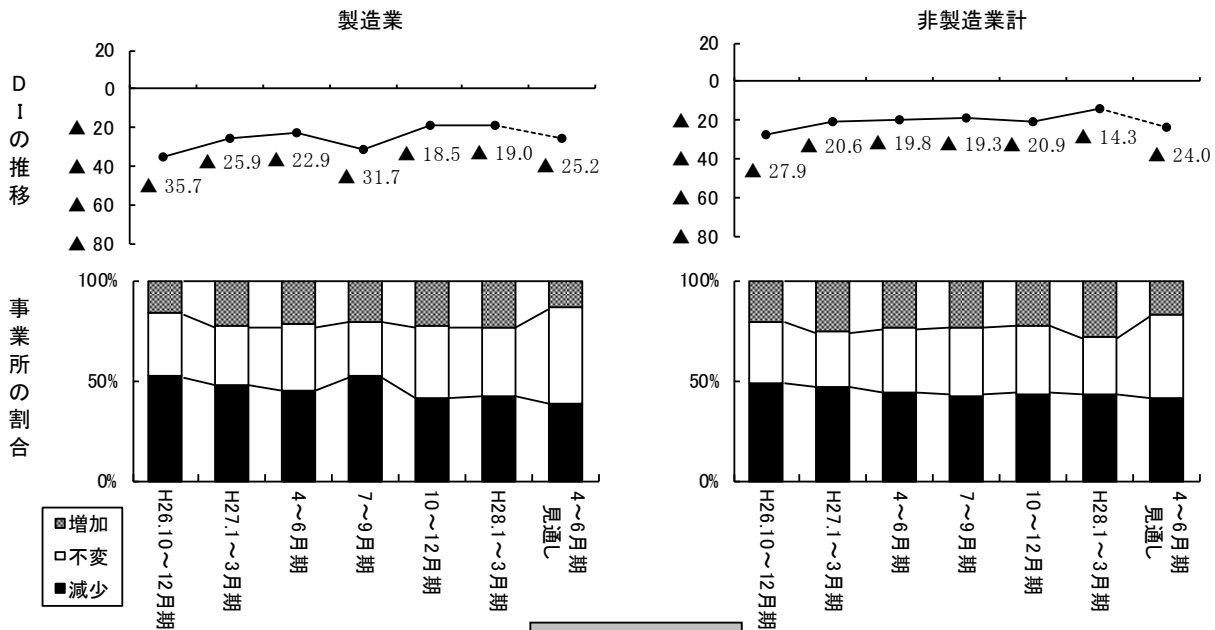 製造業
DIの推移
20
0
▲ 20
▲ 40
▲ 60
▲ 80
▲ 35.7
▲ 25.9
▲ 22.9
▲ 31.7
▲ 18.5
▲ 19.0
▲ 25.2
非製造業計
20
0
▲ 20
▲ 40
▲ 60
▲ 80
▲ 27.9
▲ 20.6
▲ 19.8
▲ 19.3
▲ 20.9
▲ 14.3
▲ 24.0
事業所の割合
100%
50%
0%
H26.10～12月期
H27.1～3月期
4～6月期
7～9月期
10～12月期
H28.1～3月期
4～6月期
見通し
100%
50%
0%
H26.10～12月期
H27.1～3月期
4～6月期
7～9月期
10～12月期
H28.1～3月期
4～6月期
見通し
増加
不変
減少